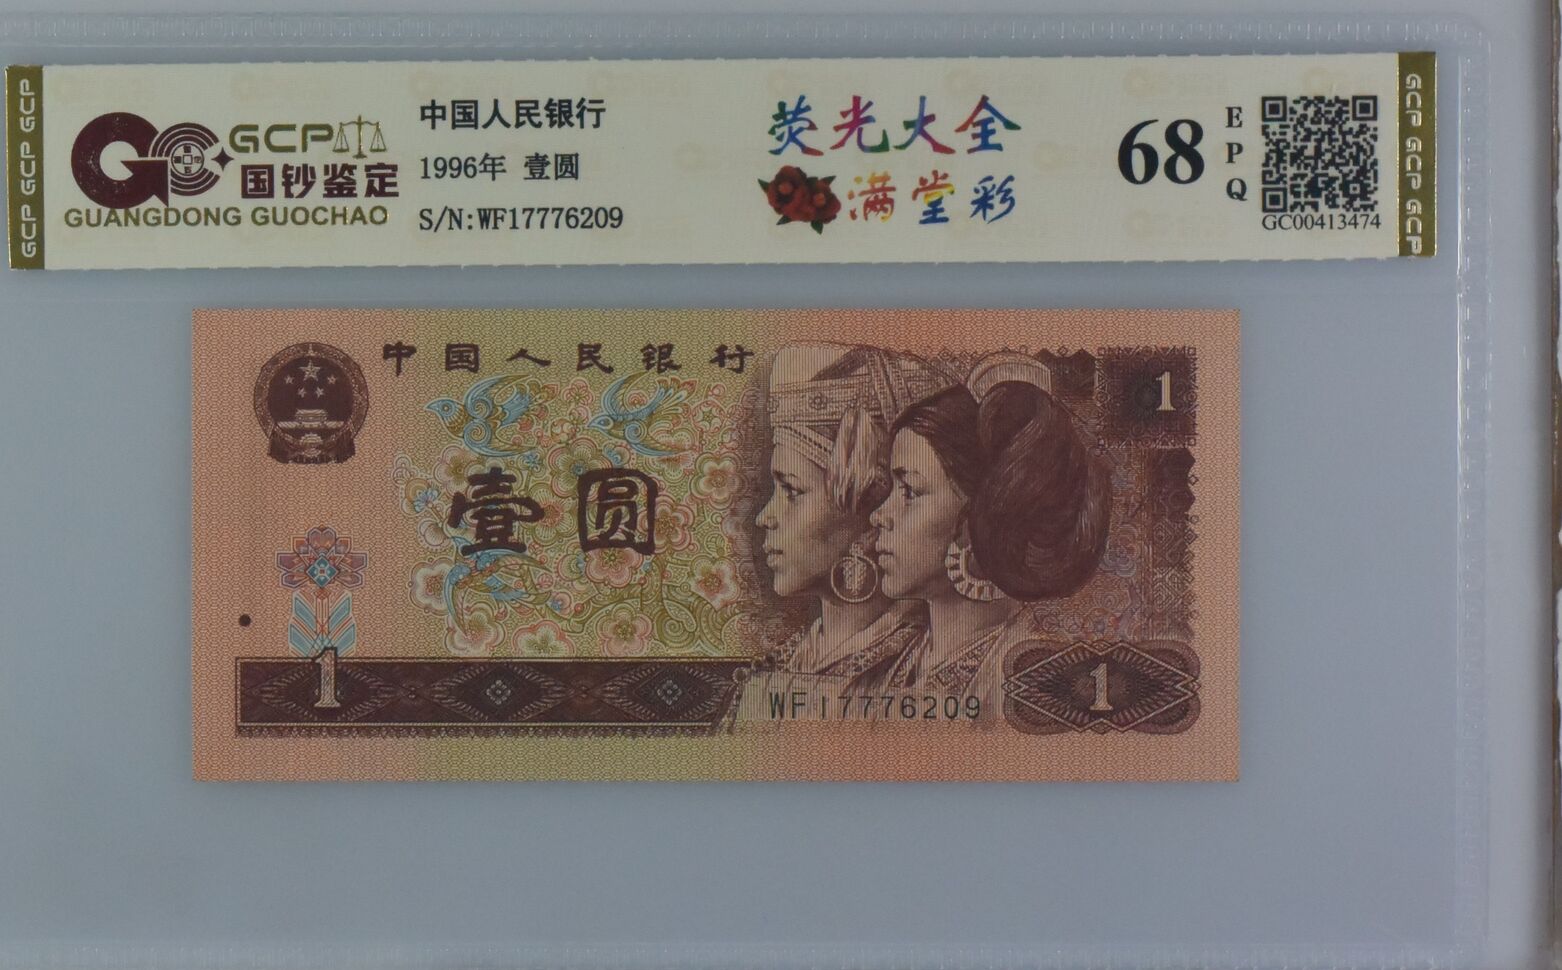 GCP GCP GCP
GCP
国钞鉴定
GUANGDONG GUOCHAO
中国人民银行
1996年 壹圆
S/N:WF17776209
荧光大全
满堂彩
68
E
P
Q
GC00413474
GCP GCP GCP
中国人民银行
1
壹圆
1
WF17776209
1